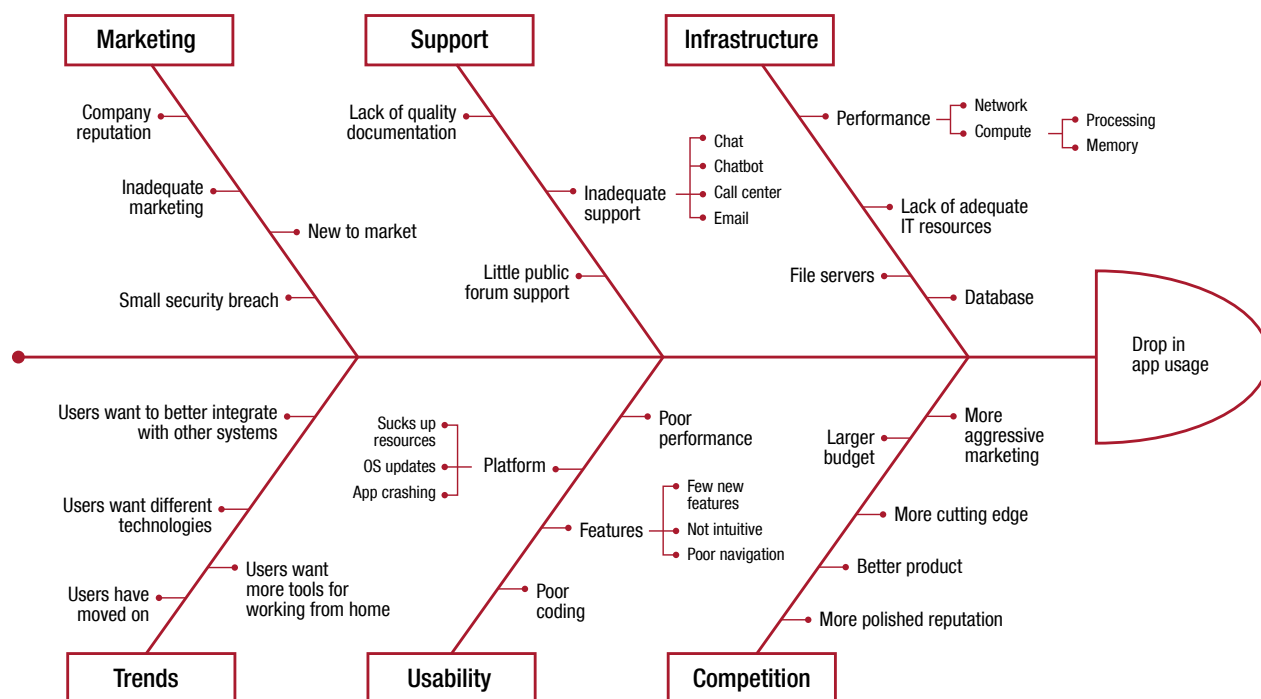 Marketing
Support
Infrastructure
Company
reputation
Inadequate
marketing
New to market
Small security breach
Lack of quality
documentation
Inadequate
support
Chat
Chatbot
Call center
Email
Little public
forum support
Performance
Network
Compute
Processing
Memory
Lack of adequate
IT resources
File servers
Database
Drop in
app usage
Users want to better integrate
with other systems
Users want different
technologies
Users want
more tools for
working from home
Users have
moved on
Poor
performance
Platform
Sucks up
resources
OS updates
App crashing
Features
Few new
features
Not intuitive
Poor navigation
Poor
coding
More
aggressive
marketing
Larger
budget
More cutting edge
Better product
More polished reputation
Trends
Usability
Competition